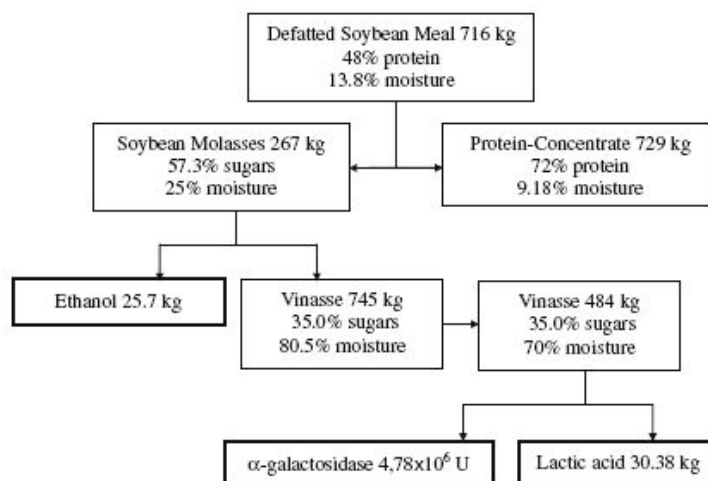 Defatted Soybean Meal 716 kg
48% protein
13.8% moisture
Soybean Molasses 267 kg
57.3% sugars
25% moisture
Protein-Concentrate 729 kg
72% protein
9.18% moisture
Ethanol 25.7 kg
Vinasse 745 kg
35.0% sugars
80.5% moisture
Vinasse 484 kg
35.0% sugars
70% moisture
α-galactosidase 4,78x10⁶ U
Lactic acid 30.38 kg